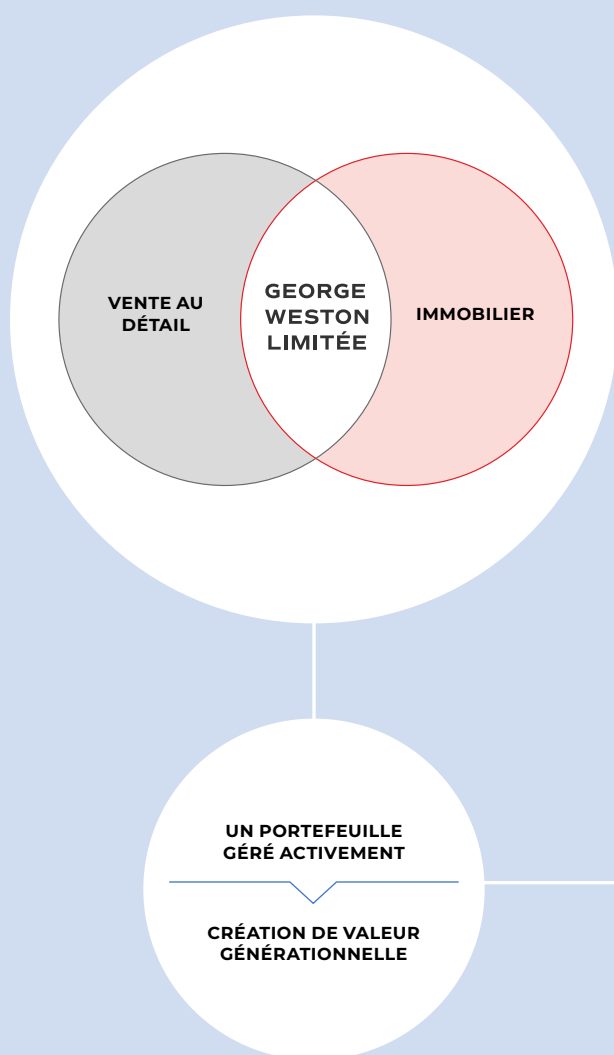 VENTE AU
DÉTAIL
GEORGE
WESTON
LIMITÉE
IMMOBILIER
UN PORTEFEUILLE
GÉRÉ ACTIVEMENT
CRÉATION DE VALEUR
GÉNÉRATIONNELLE